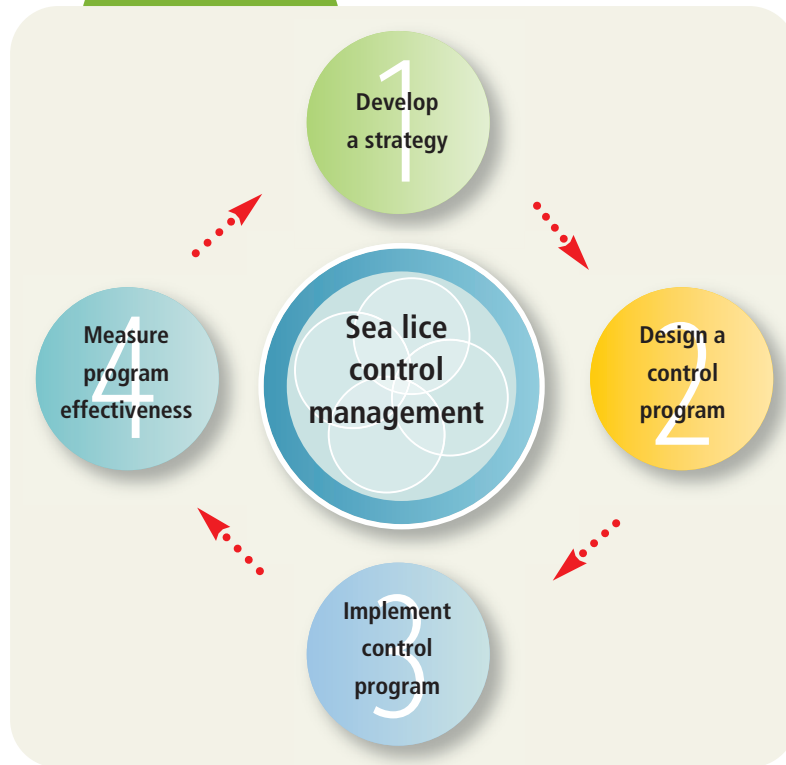 1
Develop
a strategy
2
Design a
control
program
3
Implement
control
program
4
Measure
program
effectiveness
Sea lice
control
management